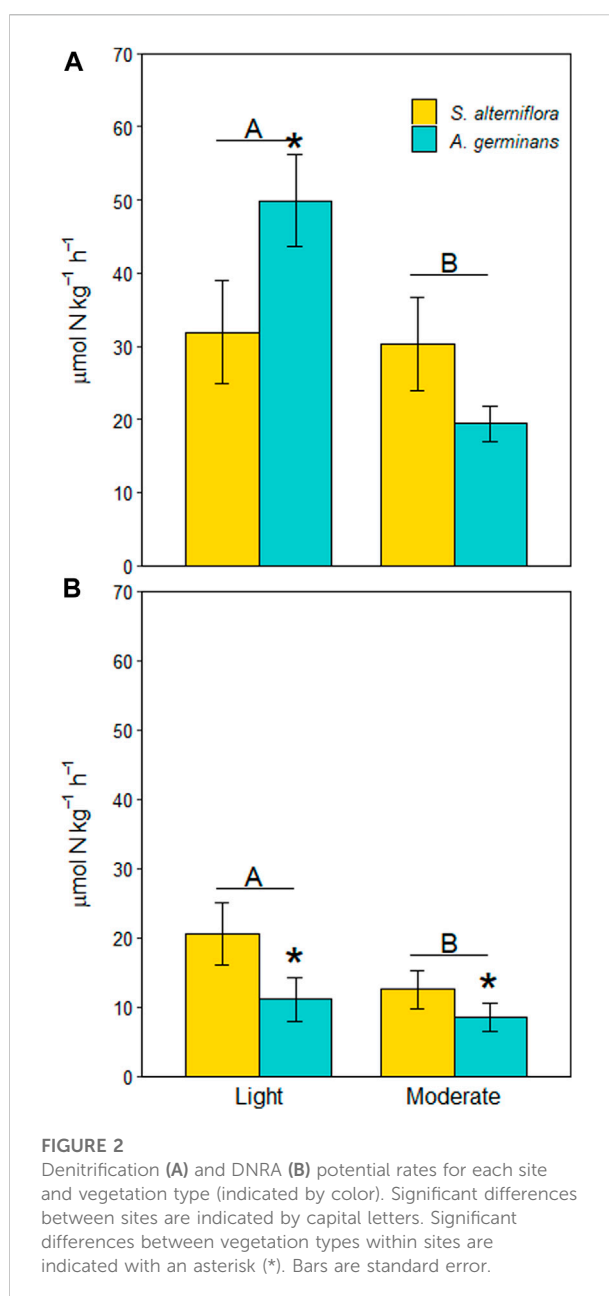 A
70
60
50
40
30
20
10
0
μmol N kg⁻¹ h⁻¹
S. alterniflora
A. germinans
A
*
B
B
70
60
50
40
30
20
10
0
μmol N kg⁻¹ h⁻¹
A
*
B
*
Light Moderate
FIGURE 2
Denitrification (A) and DNRA (B) potential rates for each site
and vegetation type (indicated by color). Significant differences
between sites are indicated by capital letters. Significant
differences between vegetation types within sites are
indicated with an asterisk (*). Bars are standard error.